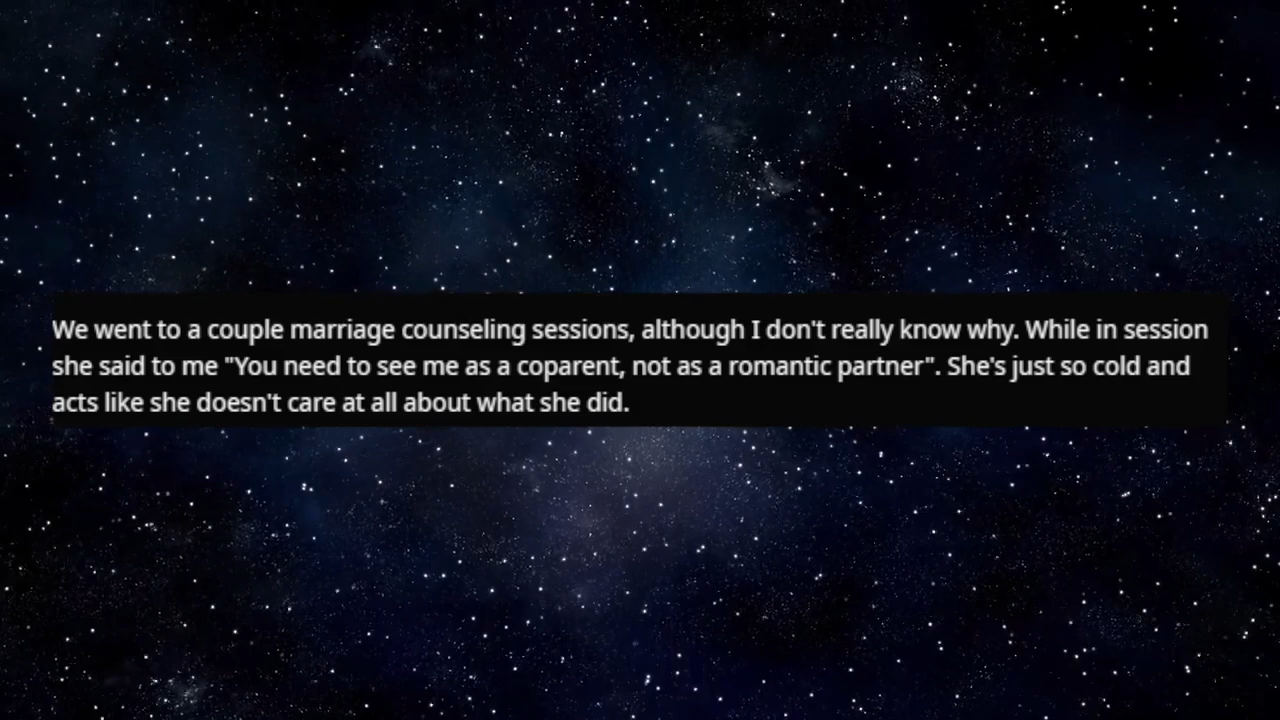 We went to a couple marriage counseling sessions, although I don't really know why. While in session
she said to me "You need to see me as a coparent, not as a romantic partner". She's just so cold and
acts like she doesn't care at all about what she did.